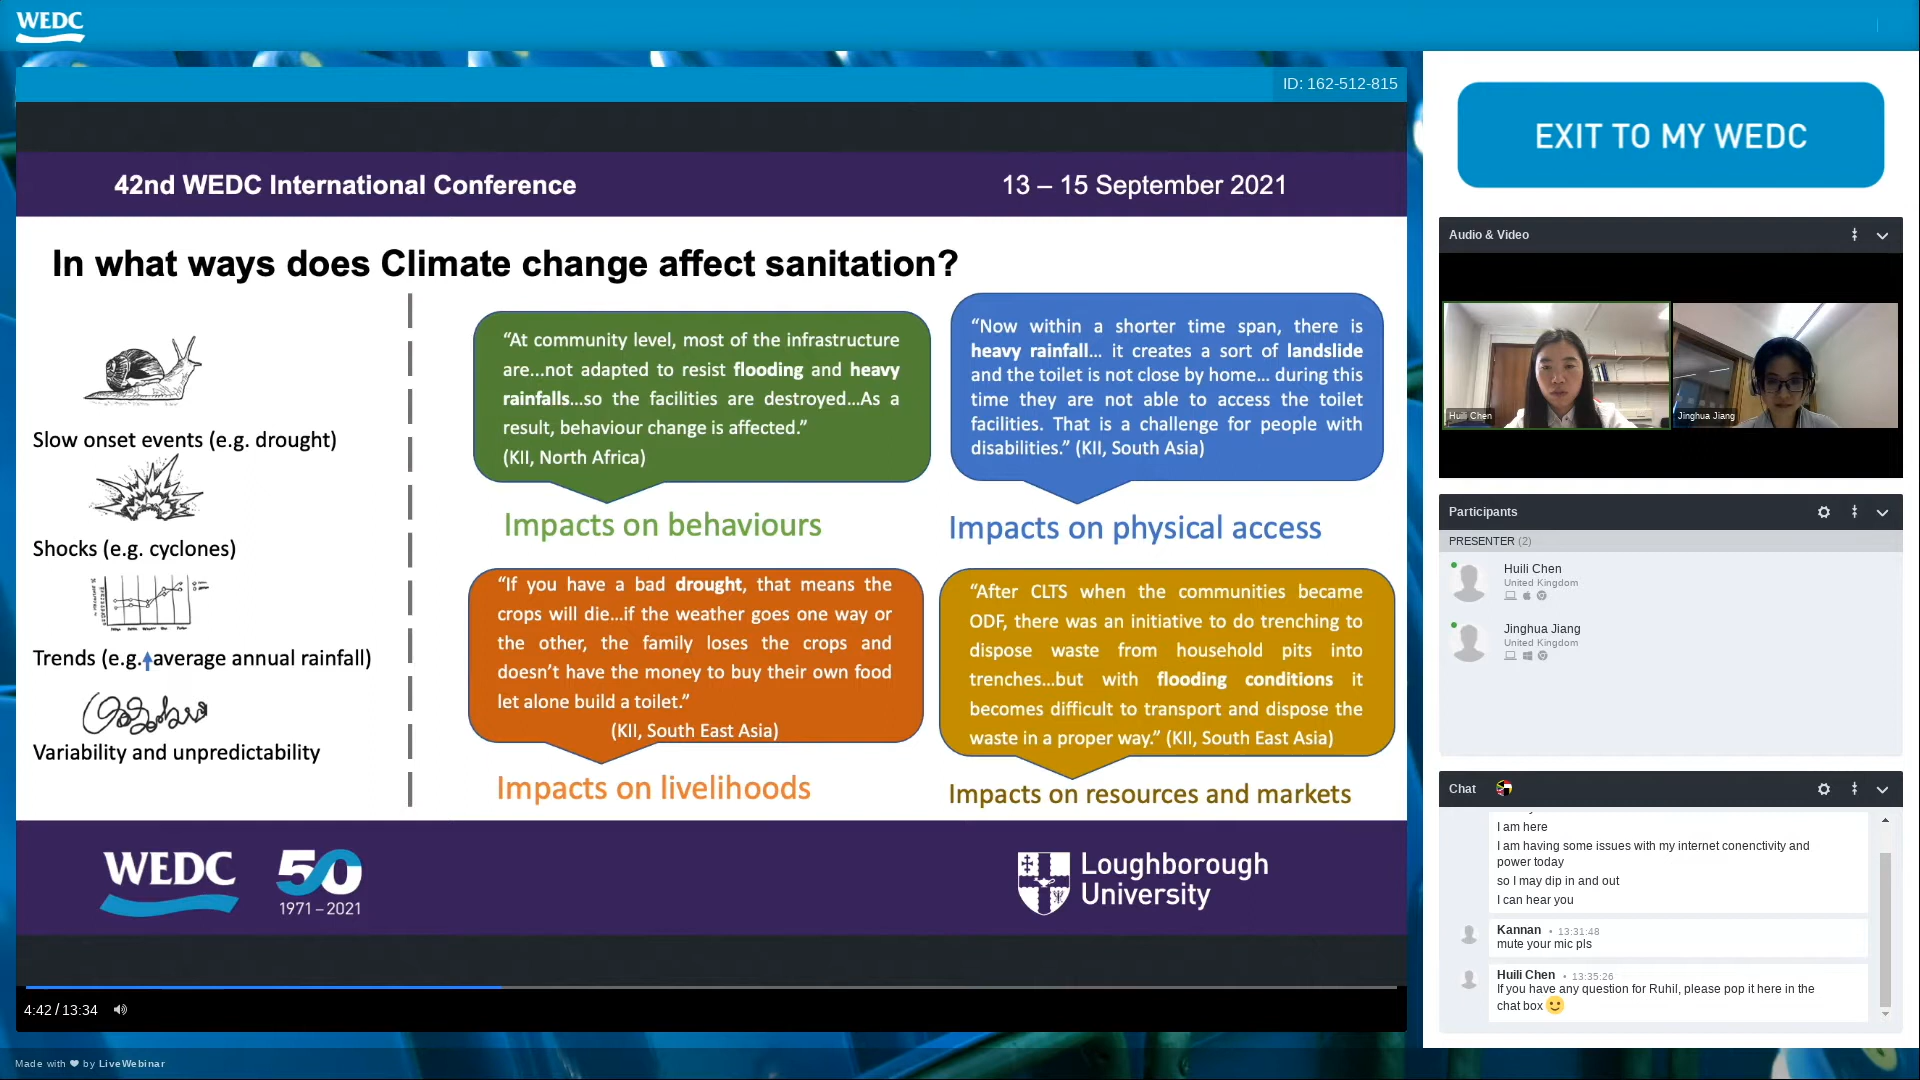 WEDC
ID: 162-512-815
42nd WEDC International Conference
13 – 15 September 2021
In what ways does Climate change affect sanitation?
Slow onset events (e.g. drought)
Shocks (e.g. cyclones)
Trends (e.g. average annual rainfall)
Variability and unpredictability
“At community level, most of the infrastructure
are...not adapted to resist flooding and heavy
rainfalls...so the facilities are destroyed...As a
result, behaviour change is affected.”
(KII, North Africa)
Impacts on behaviours
“Now within a shorter time span, there is
heavy rainfall... it creates a sort of landslide
and the toilet is not close by home... during this
time they are not able to access the toilet
facilities. That is a challenge for people with
disabilities.” (KII, South Asia)
Impacts on physical access
“If you have a bad drought, that means the
crops will die...if the weather goes one way or
the other, the family loses the crops and
doesn’t have the money to buy their own food
let alone build a toilet.”
(KII, South East Asia)
Impacts on livelihoods
“After CLTS when the communities became
ODF, there was an initiative to do trenching to
dispose waste from household pits into
trenches...but with flooding conditions it
becomes difficult to transport and dispose the
waste in a proper way.” (KII, South East Asia)
Impacts on resources and markets
WEDC
50
1971 – 2021
Loughborough
University
4:42 / 13:34
Made with ❤ by LiveWebinar
EXIT TO MY WEDC
Audio & Video
Huili Chen
Jinghua Jiang
Participants
PRESENTER (2)
Huili Chen
United Kingdom
Jinghua Jiang
United Kingdom
Chat
I am here
I am having some issues with my internet conenctivity and
power today
so I may dip in and out
I can hear you
Kannan • 13:31:48
mute your mic pls
Huili Chen • 13:35:26
If you have any question for Ruhil, please pop it here in the
chat box 🙂